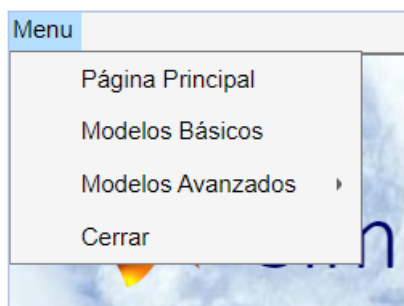 Menu
Página Principal
Modelos Básicos
Modelos Avanzados
Cerrar